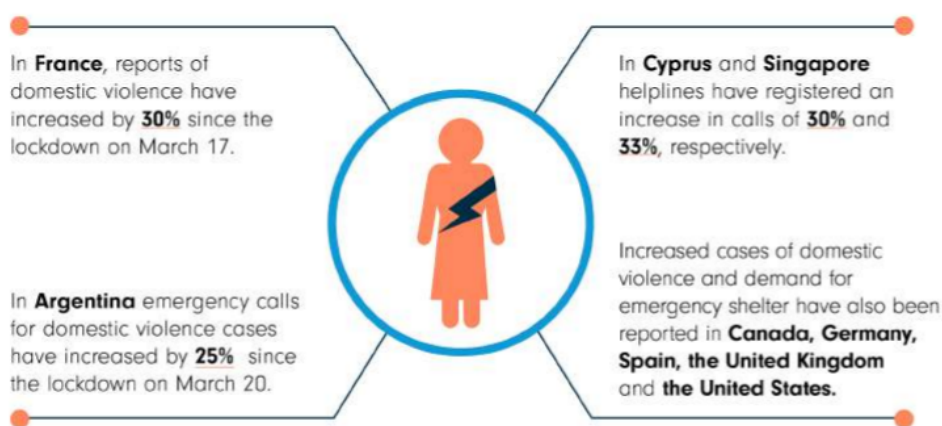 In France, reports of
domestic violence have
increased by 30% since the
lockdown on March 17.
In Cyprus and Singapore
helplines have registered an
increase in calls of 30% and
33%, respectively.
In Argentina emergency calls
for domestic violence cases
have increased by 25% since
the lockdown on March 20.
Increased cases of domestic
violence and demand for
emergency shelter have also been
reported in Canada, Germany,
Spain, the United Kingdom
and the United States.